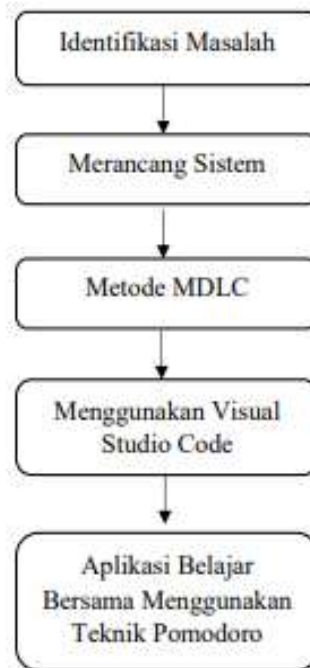 Identifikasi Masalah
Merancang Sistem
Metode MDLC
Menggunakan Visual
Studio Code
Aplikasi Belajar
Bersama Menggunakan
Teknik Pomodoro